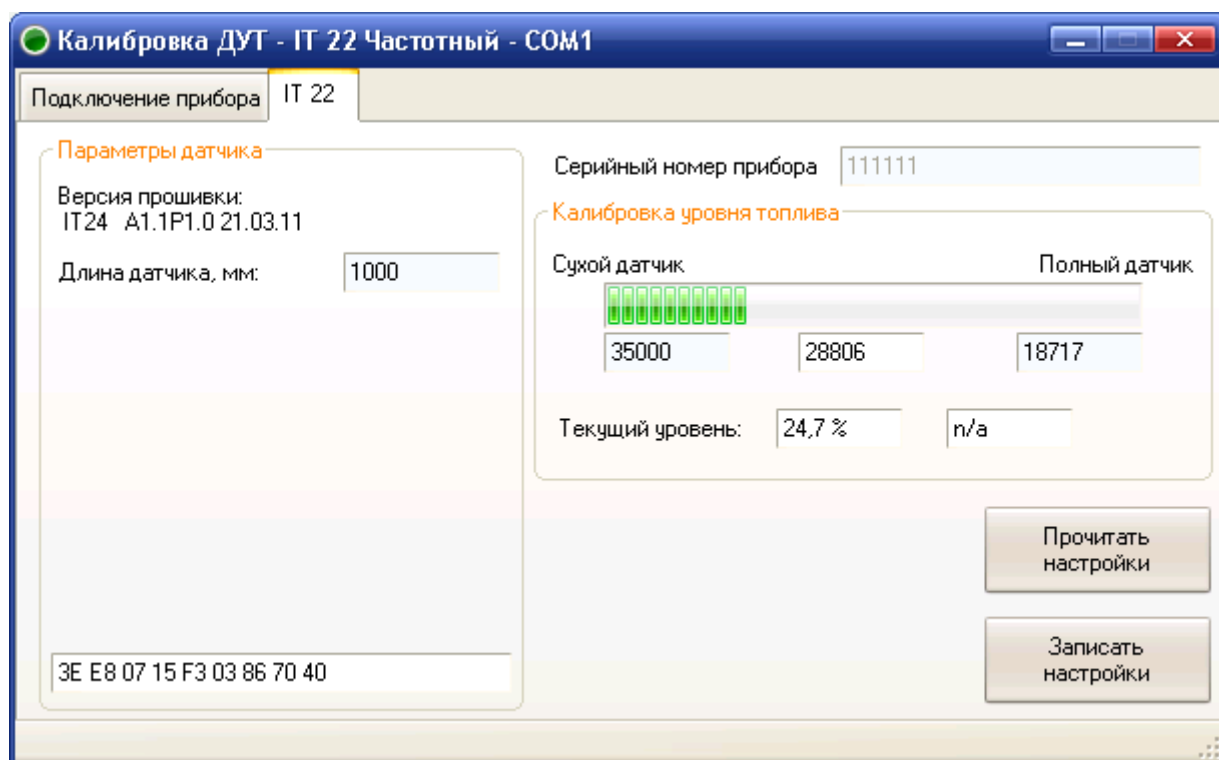 Калибровка ДУТ - IT 22 Частотный - COM1
Подключение прибора
IT 22
Параметры датчика
Версия прошивки:
IT24 A1.1P1.0 21.03.11
Длина датчика, мм:
1000
3E E8 07 15 F3 03 86 70 40
Серийный номер прибора
111111
Калибровка уровня топлива
Сухой датчик
Полный датчик
35000
28806
18717
Текущий уровень:
24,7 %
n/a
Прочитать
настройки
Записать
настройки